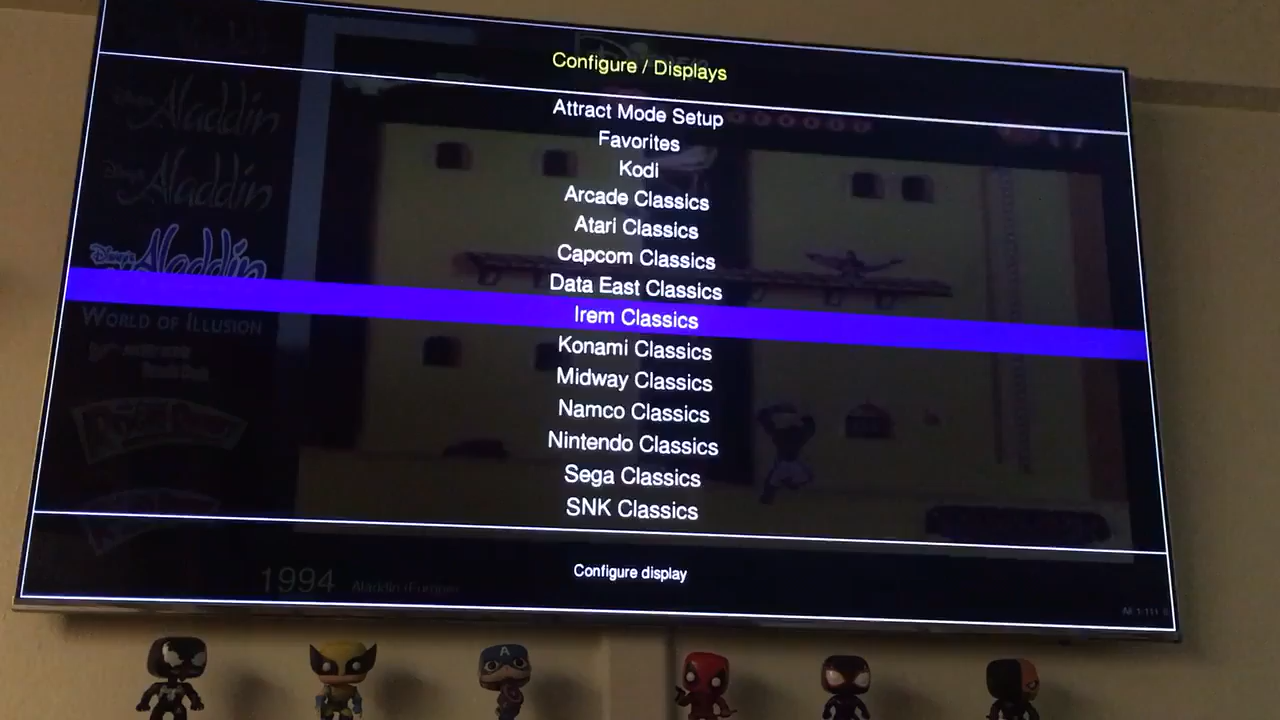 Configure / Displays
Attract Mode Setup
Favorites
Kodi
Arcade Classics
Atari Classics
Capcom Classics
Data East Classics
Irem Classics
Konami Classics
Midway Classics
Namco Classics
Nintendo Classics
Sega Classics
SNK Classics
Configure display
Aladdin
Disney's Aladdin
Disney's Aladdin
WORLD OF ILLUSION
1994
A